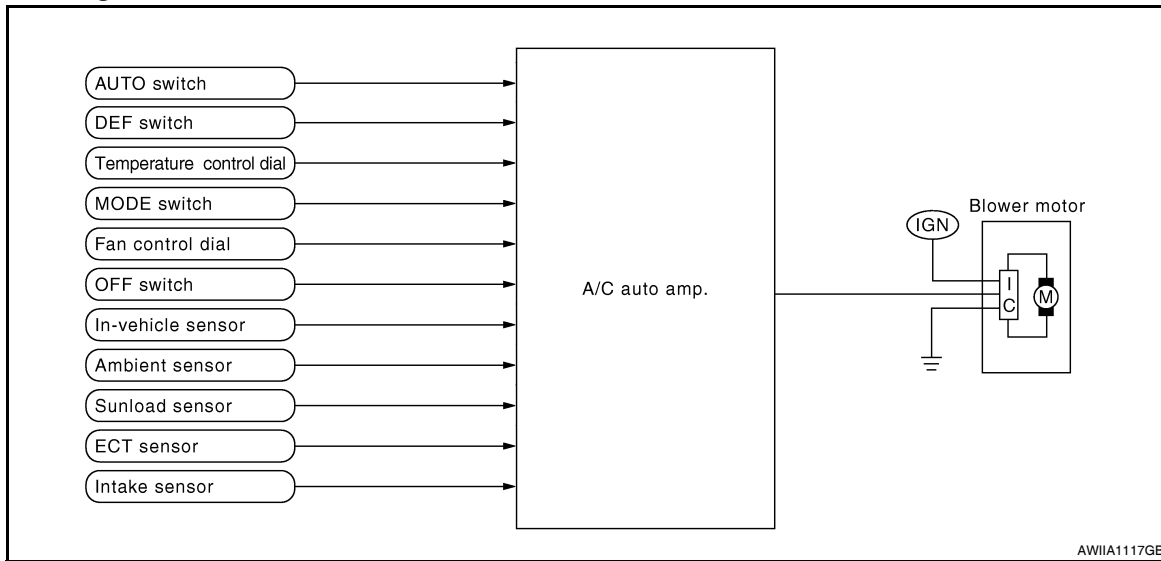 AUTO switch
DEF switch
Temperature control dial
MODE switch
Fan control dial
OFF switch
In-vehicle sensor
Ambient sensor
Sunload sensor
ECT sensor
Intake sensor
A/C auto amp.
Blower motor
IGN
I
C
M